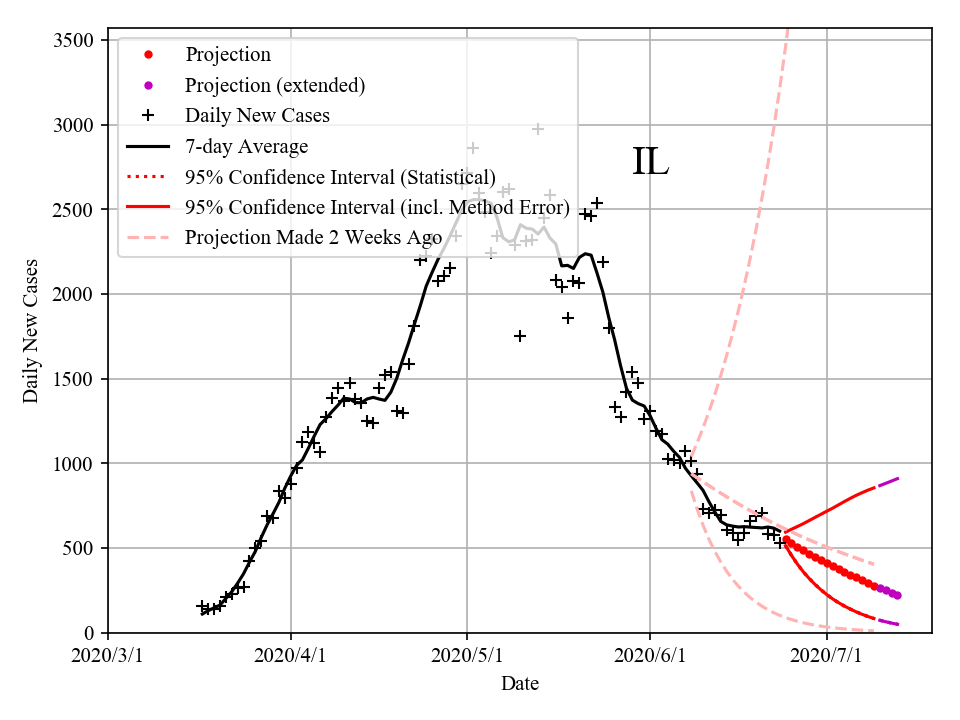 3500
3000
2500
2000
1500
1000
500
0
Daily New Cases
Projection
Projection (extended)
Daily New Cases
7-day Average
95% Confidence Interval (Statistical)
95% Confidence Interval (incl. Method Error)
Projection Made 2 Weeks Ago
IL
2020/3/1
2020/4/1
2020/5/1
2020/6/1
2020/7/1
Date